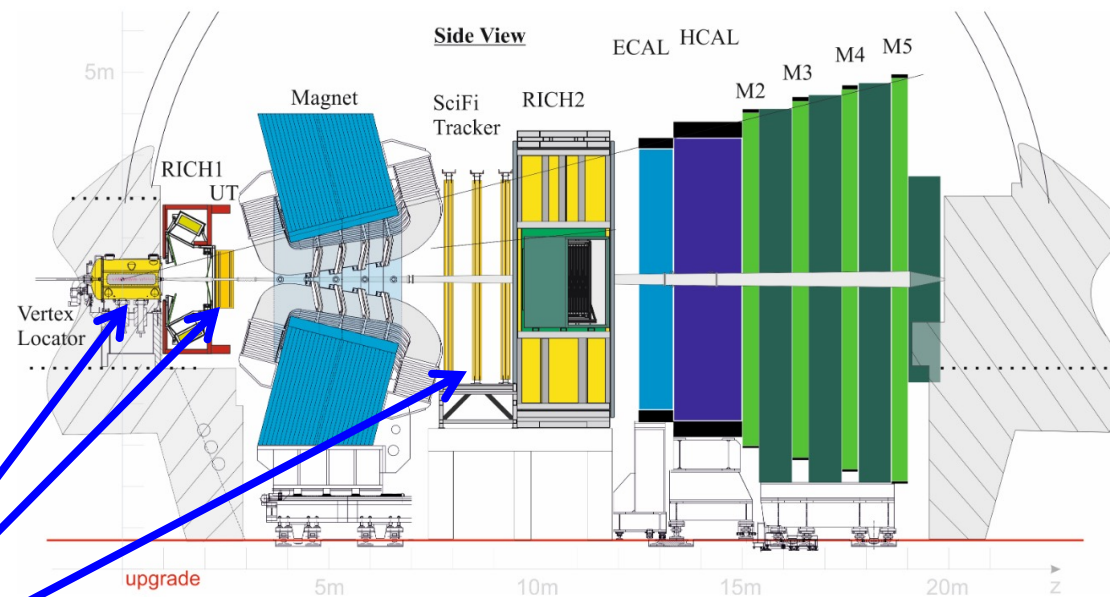 Side View
ECAL
HCAL
M5
M4
M3
M2
5m
Magnet
SciFi
Tracker
RICH2
RICH1
UT
Vertex
Locator
upgrade
5m
10m
15m
20m
z